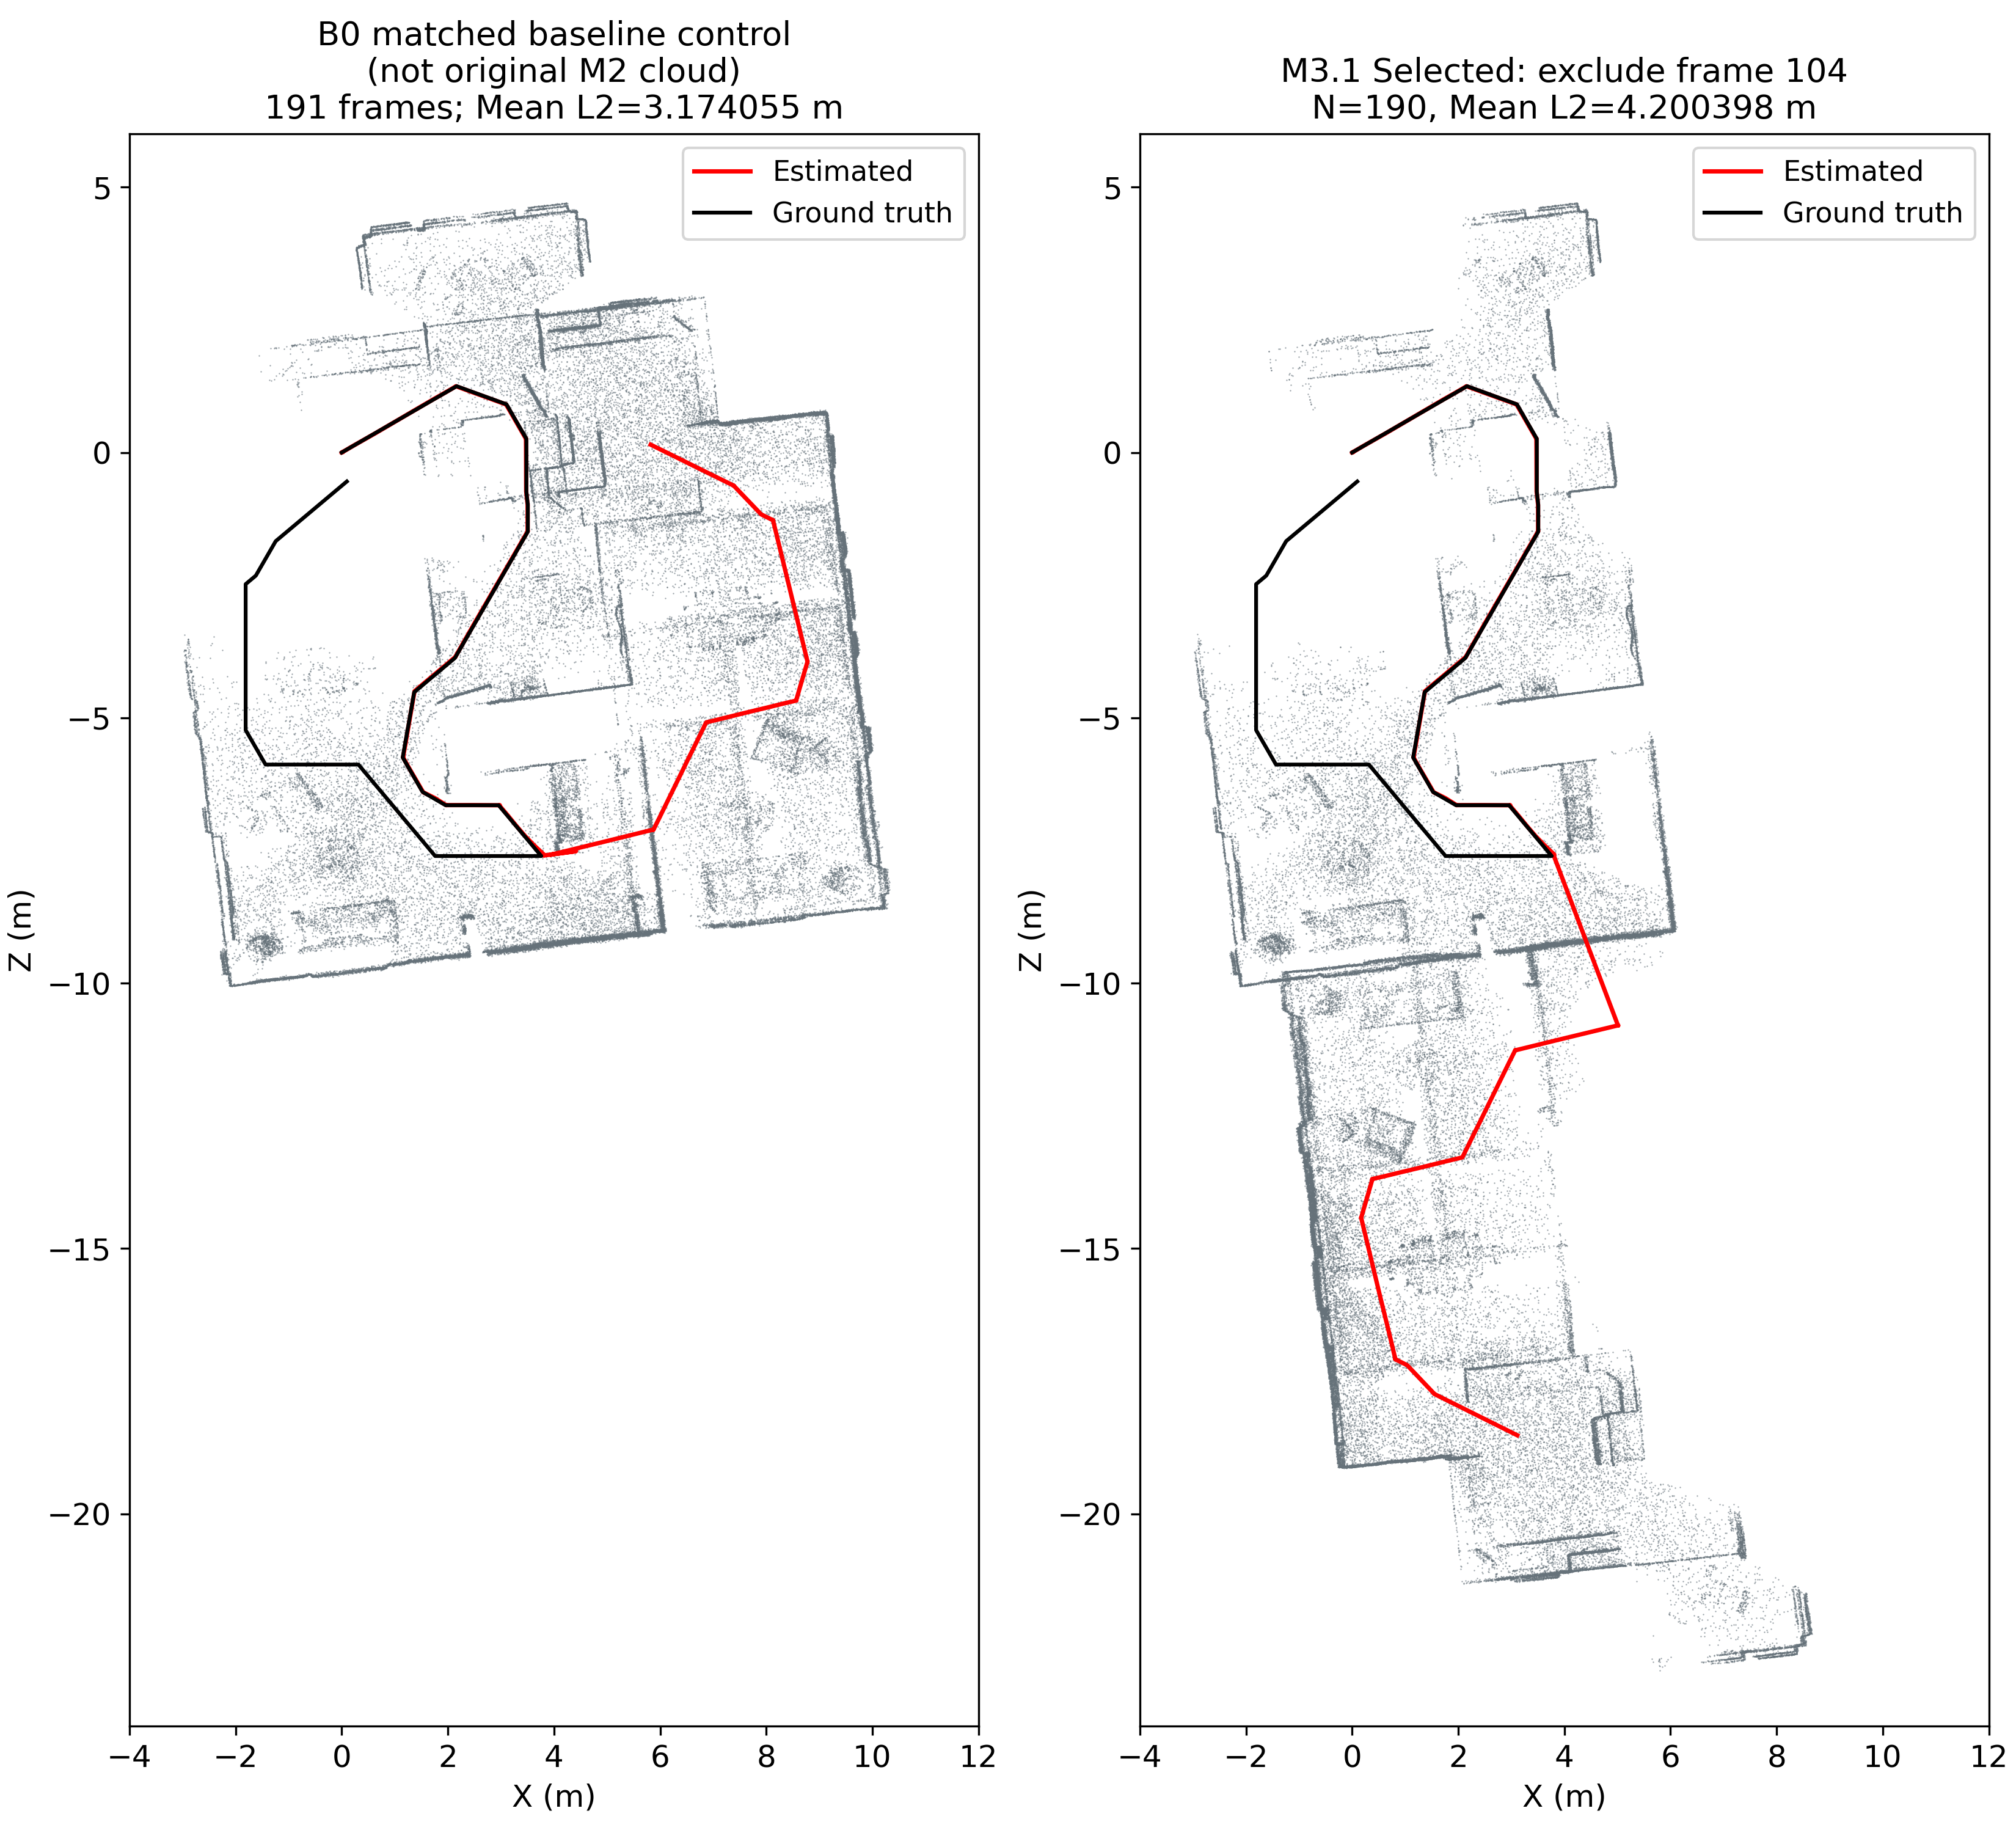 B0 matched baseline control
(not original M2 cloud)
191 frames; Mean L2=3.174055 m
Estimated
Ground truth
5
0
−5
−10
−15
−20
Z (m)
−4 −2 0 2 4 6 8 10 12
X (m)
M3.1 Selected: exclude frame 104
N=190, Mean L2=4.200398 m
Estimated
Ground truth
5
0
−5
−10
−15
−20
Z (m)
−4 −2 0 2 4 6 8 10 12
X (m)